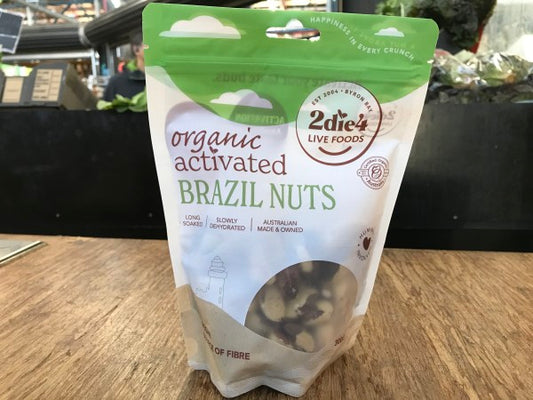 HAPPINESS IN EVERY CRUNCH
ACTIVATION
EST 2004 • BYRON BAY
2die4
LIVE FOODS
organic
activated
BRAZIL NUTS
LONG
SOAKED
SLOWLY
DEHYDRATED
AUSTRALIAN
MADE & OWNED
OF FIBRE